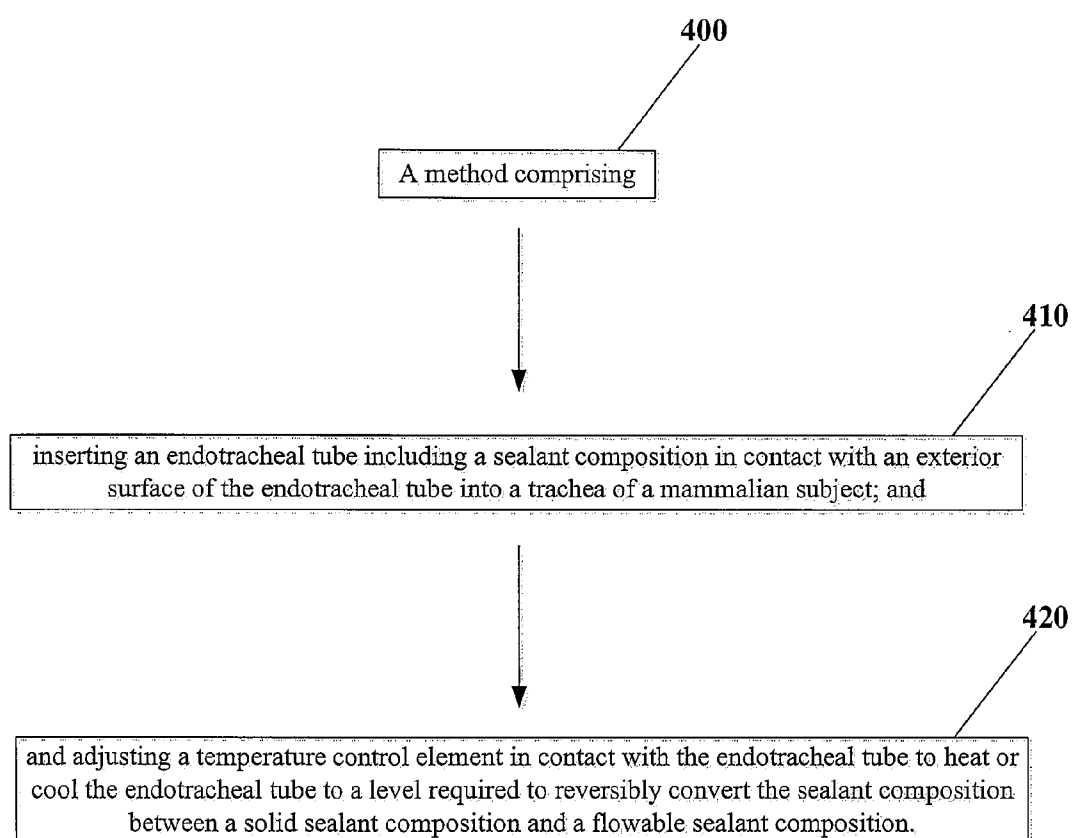 400
A method comprising
410
inserting an endotracheal tube including a sealant composition in contact with an exterior
surface of the endotracheal tube into a trachea of a mammalian subject; and
420
and adjusting a temperature control element in contact with the endotracheal tube to heat or
cool the endotracheal tube to a level required to reversibly convert the sealant composition
between a solid sealant composition and a flowable sealant composition.